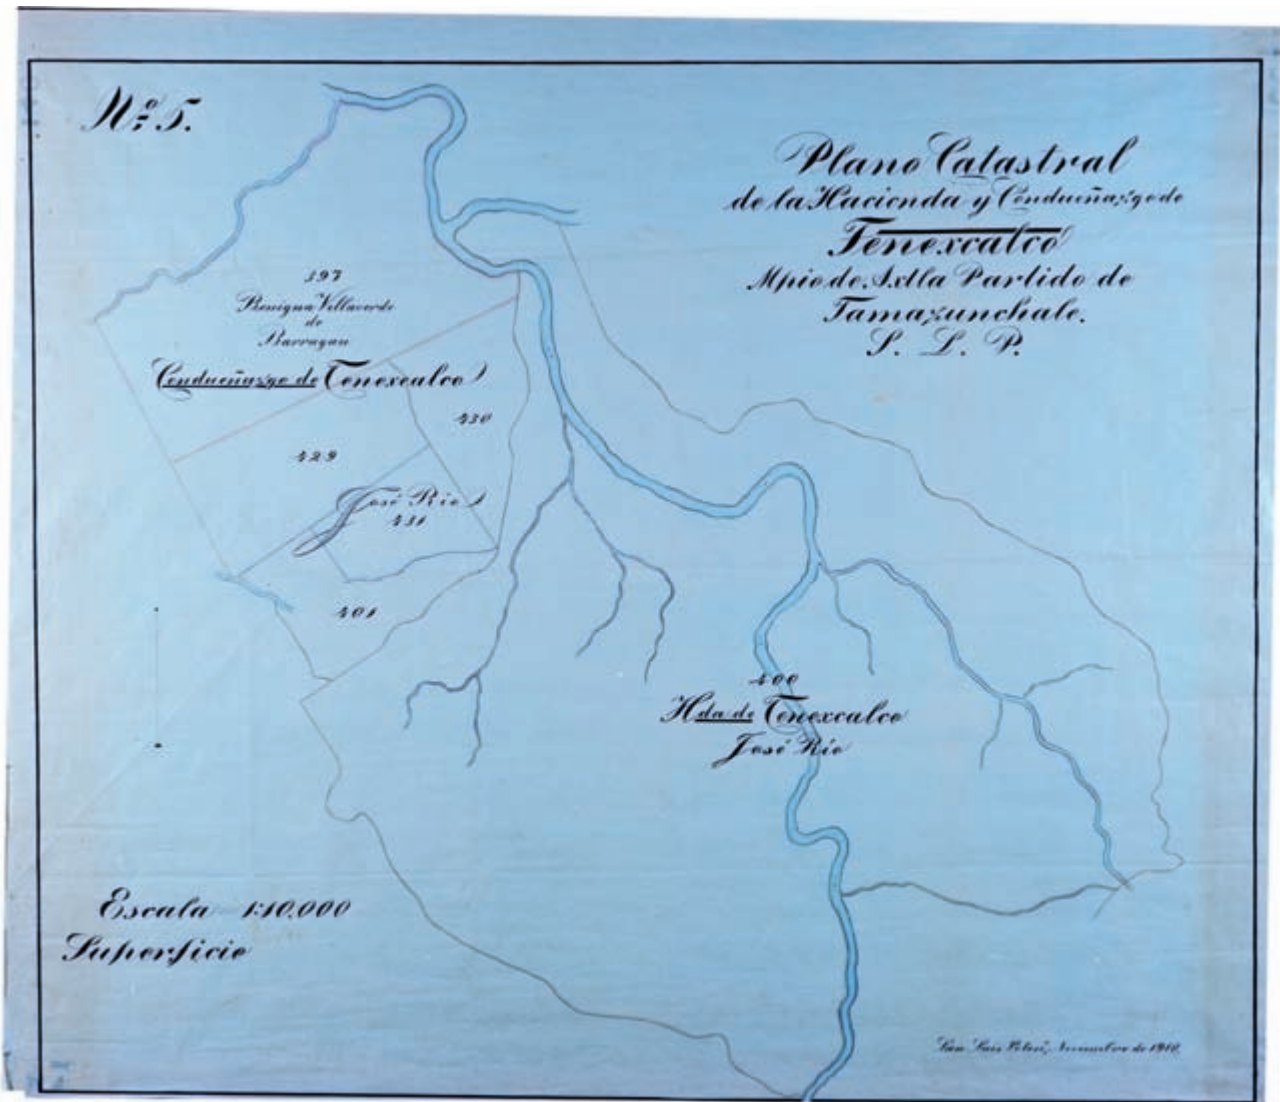 Nº 5.
Plano Catastral
de la Hacienda y Condueñazgo de
Tenexcalco
Mpio de Axtla Partido de
Tamazunchale.
S. L. P.
397
Benigna Villaverde
de
Barragan
Condueñazgo de Tenexcalco
430
429
José Rios
431
401
400
Hda de Tenexcalco
José Rio
Escala 1:10.000
Superficie
San Luis Potosí, Noviembre de 1910.